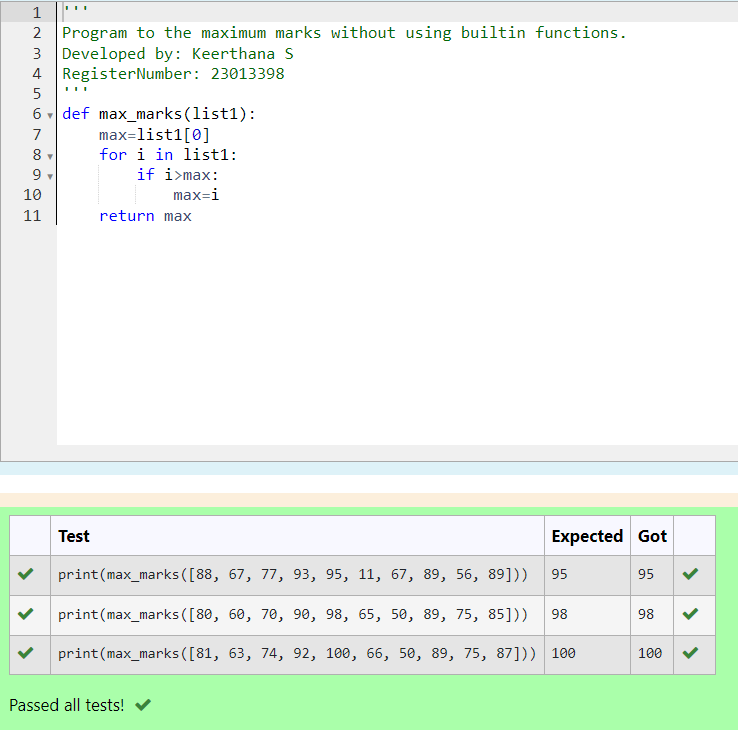 1 '''
2 Program to the maximum marks without using builtin functions.
3 Developed by: Keerthana S
4 RegisterNumber: 23013398
5 '''
6 def max_marks(list1):
7     max=list1[0]
8     for i in list1:
9         if i>max:
10             max=i
11     return max
Test Expected Got
print(max_marks([88, 67, 77, 93, 95, 11, 67, 89, 56, 89])) 95 95
print(max_marks([80, 60, 70, 90, 98, 65, 50, 89, 75, 85])) 98 98
print(max_marks([81, 63, 74, 92, 100, 66, 50, 89, 75, 87])) 100 100
Passed all tests!